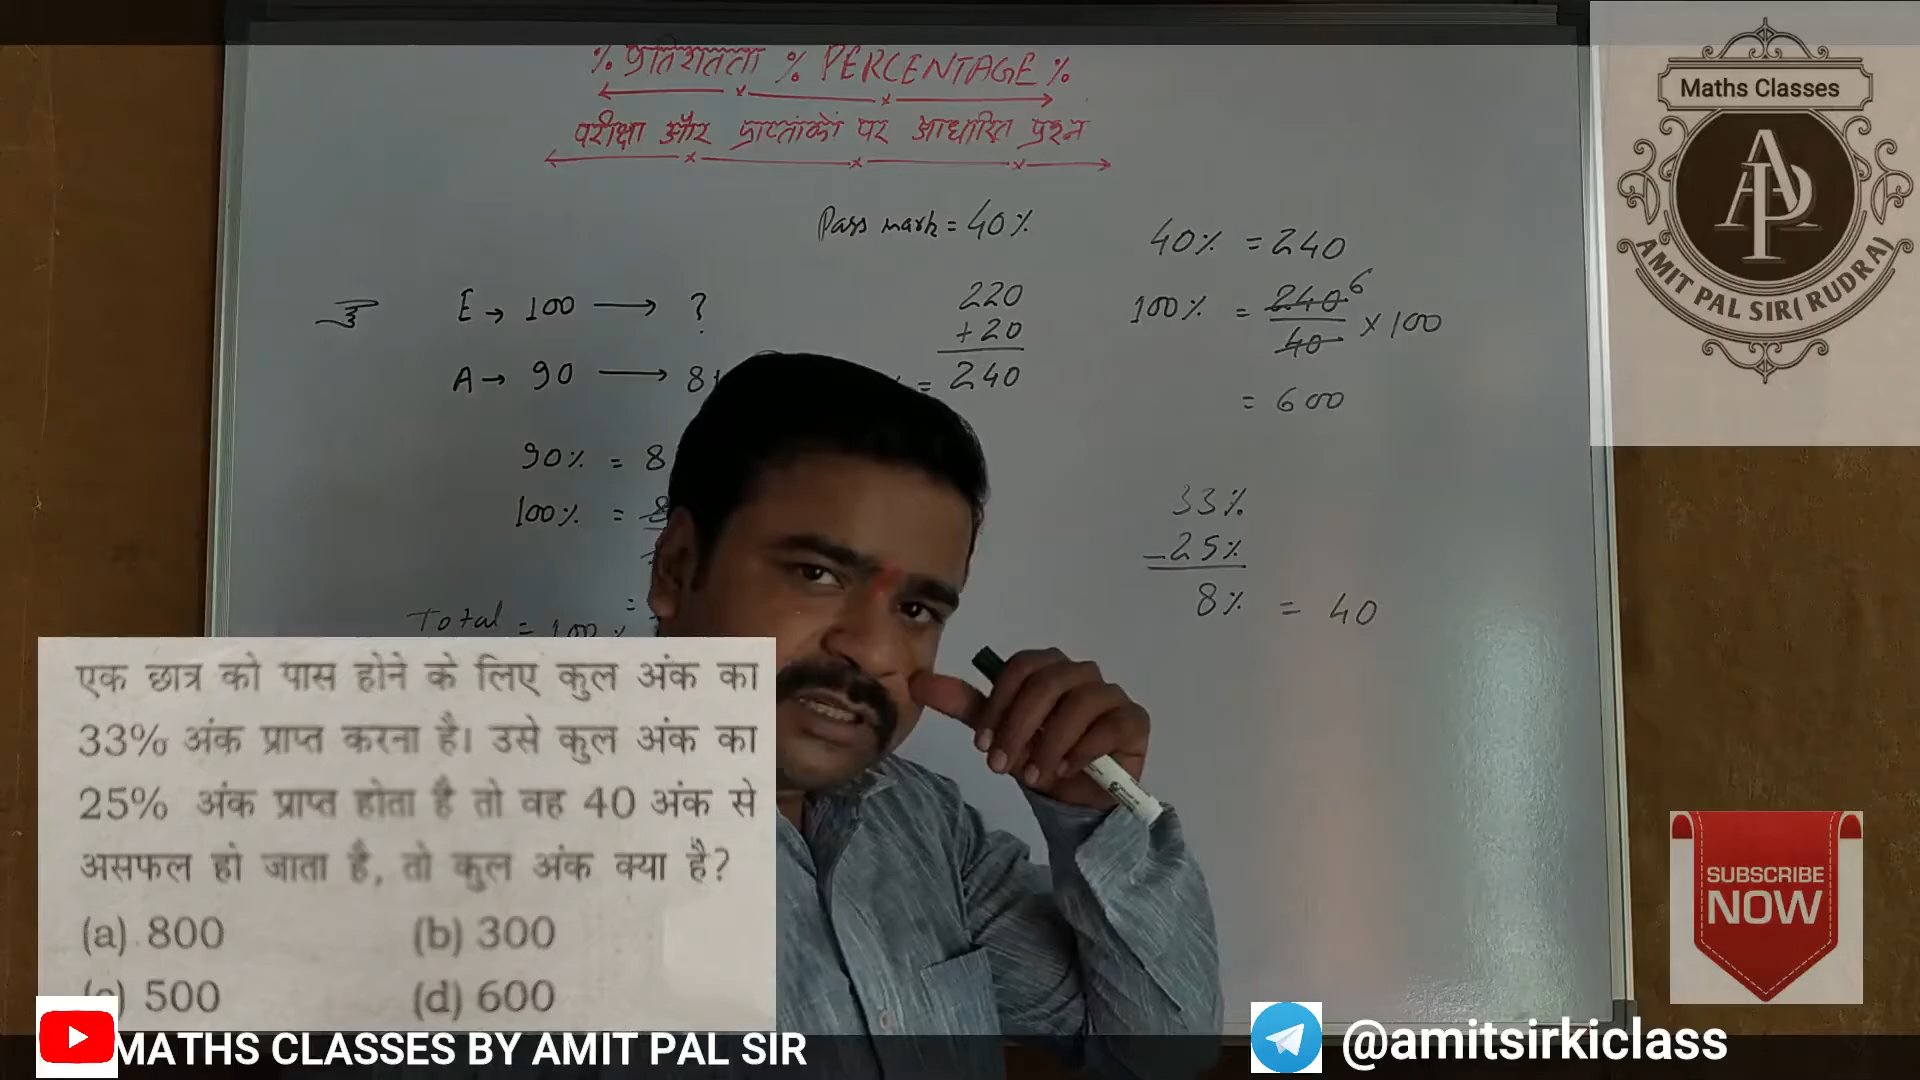 % प्रतिशतता % PERCENTAGE %
परीक्षा और प्राप्तांकों पर आधारित प्रश्न
Pass mark = 40%
E → 100 → ?
A → 90 → 8
90% = 8
100% = 8
=
Total = 100%
220
+20
= 240
40% = 240
100% = 240/40 6 × 100
= 600
33%
-25%
8% = 40
एक छात्र को पास होने के लिए कुल अंक का
33% अंक प्राप्त करना है। उसे कुल अंक का
25% अंक प्राप्त होता है तो वह 40 अंक से
असफल हो जाता है, तो कुल अंक क्या है?
(a) 800 (b) 300
500 (d) 600
Maths Classes
AP
AMIT PAL SIR( RUDRA)
SUBSCRIBE
NOW
MATHS CLASSES BY AMIT PAL SIR
@amitsirkiclass